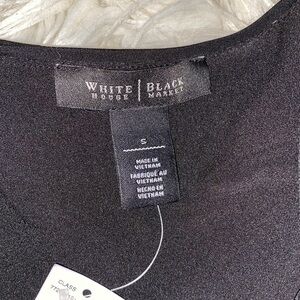 WHITE | BLACK
HOUSE | MARKET
S
MADE IN
VIETNAM
FABRIQUÉ AU
VIETNAM
HECHO EN
VIETNAM
CLASS